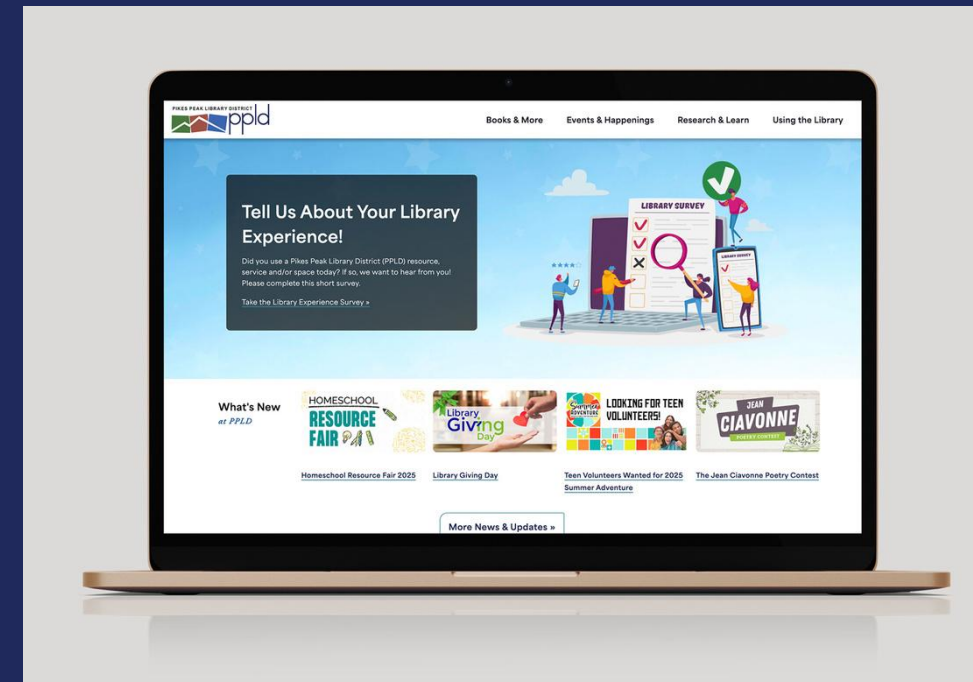 PIKES PEAK LIBRARY DISTRICT
ppld
Books & More
Events & Happenings
Research & Learn
Using the Library
Tell Us About Your Library
Experience!
Did you use a Pikes Peak Library District (PPLD) resource,
service and/or space today? If so, we want to hear from you!
Please complete this short survey.
Take the Library Experience Survey »
LIBRARY SURVEY
LIBRARY SURVEY
What's New
at PPLD
HOMESCHOOL
RESOURCE
FAIR
Homeschool Resource Fair 2025
Library
Giving
Day
Library Giving Day
Summer
ADVENTURE
LOOKING FOR TEEN
VOLUNTEERS!
Teen Volunteers Wanted for 2025
Summer Adventure
JEAN
CIAVONNE
POETRY CONTEST
The Jean Ciavonne Poetry Contest
More News & Updates »